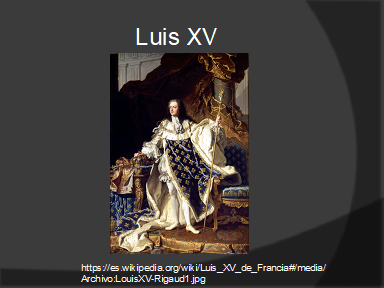 Luis XV
https://es.wikipedia.org/wiki/Luis_XV_de_Francia#/media/
Archivo:LouisXV-Rigaud1.jpg